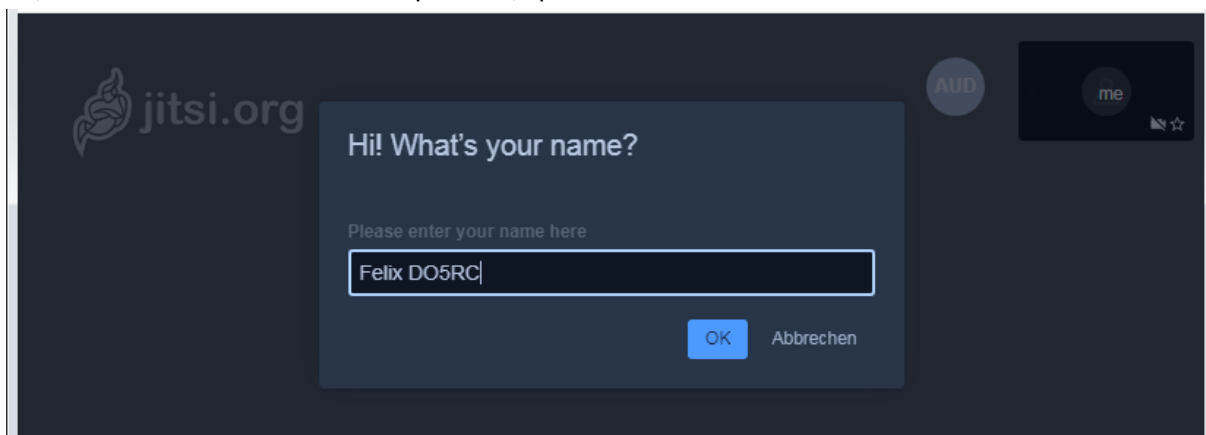 jitsi.org
AUD
me
Hi! What's your name?
Please enter your name here
Felix DO5RC
OK
Abbrechen